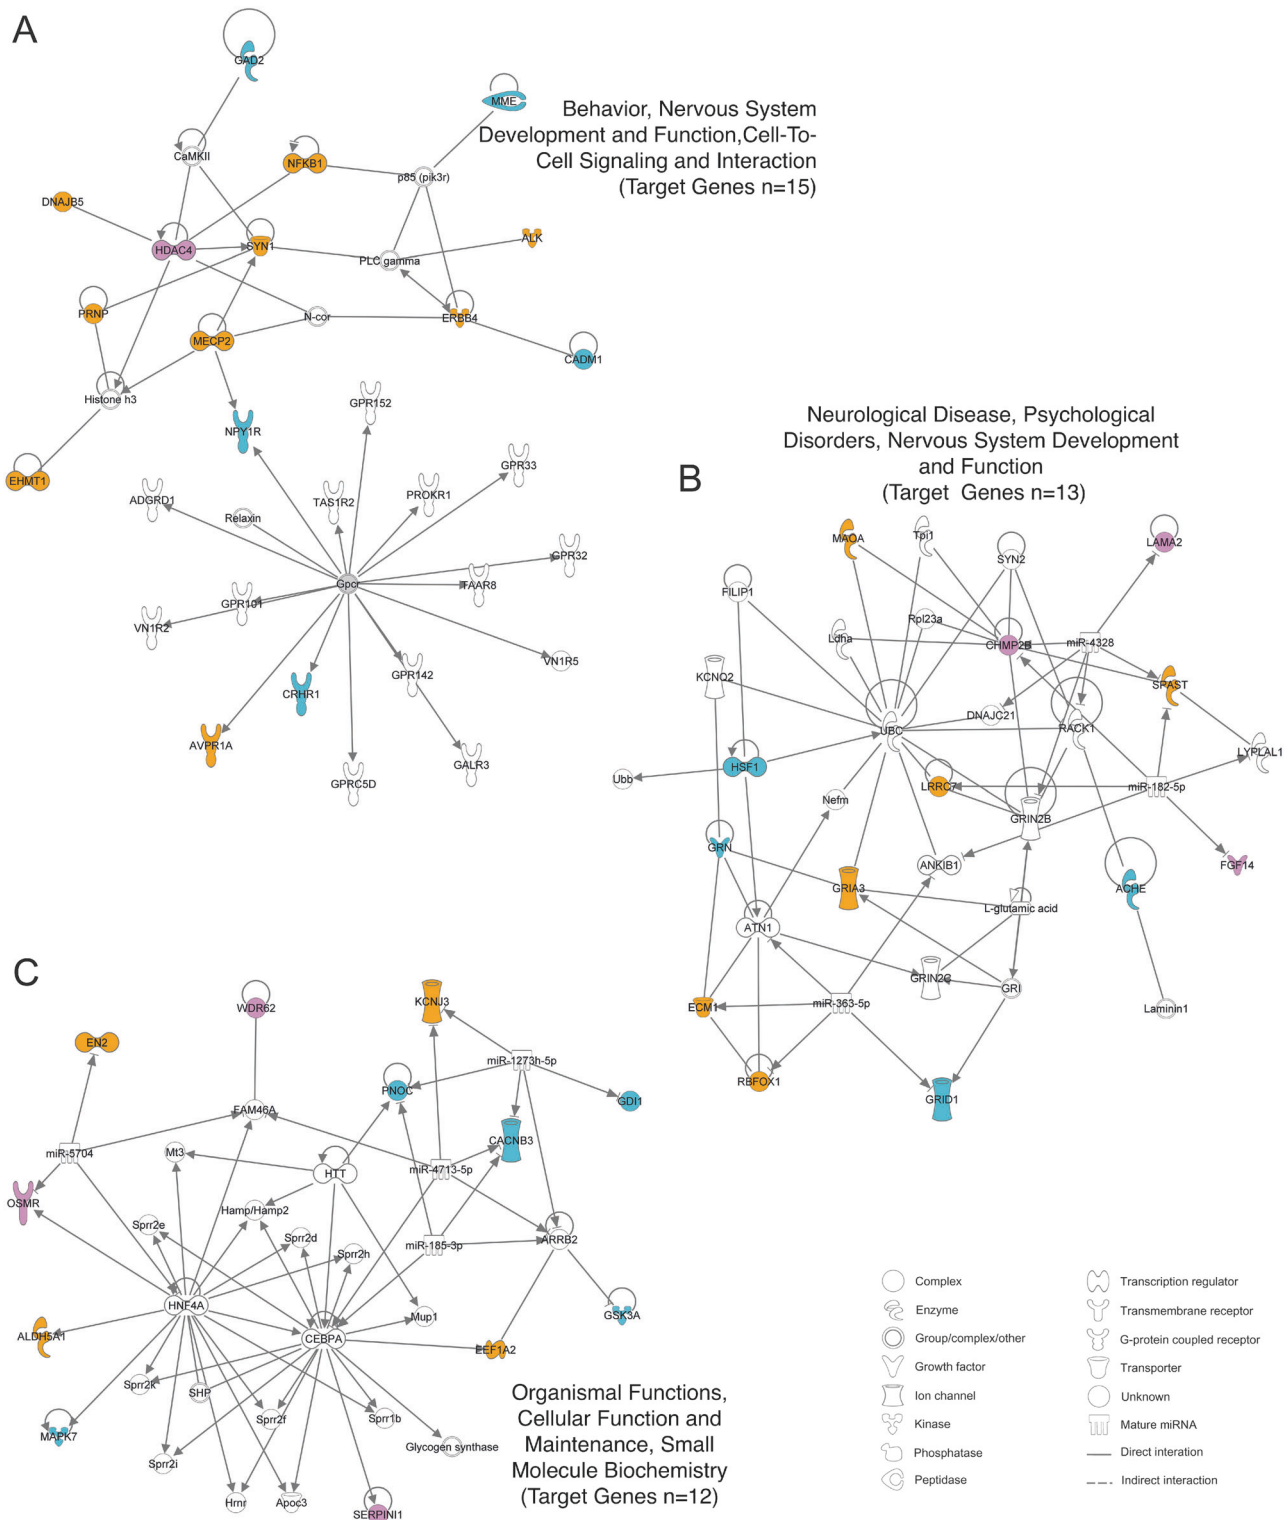 A
GAD2
MME
Behavior, Nervous System
Development and Function,Cell-To-
Cell Signaling and Interaction
(Target Genes n=15)
CaMKII
NFKB1
p85 (pik3r)
DNAJB5
HDAC4
SYN1
ALK
PLC gamma
PRNP
N-cor
ERBB4
MECP2
CADM1
Histone h3
GPR152
NPY1R
EHMT1
GPR33
ADGRD1
TAS1R2
PROKR1
Relaxin
GPR32
Gpcr
TAAR8
GPR101
VN1R2
VN1R5
GPR142
CRHR1
AVPR1A
GALR3
GPRC5D
Neurological Disease, Psychological
Disorders, Nervous System Development
and Function
(Target Genes n=13)
B
MAOA
Tpi1
LAMA2
SYN2
FILIP1
Rpl23a
Ldha
CHMP2B
miR-4328
KCNQ2
SPAST
DNAJC21
UBC
RACK1
LYPLAL1
HSF1
Ubb
LRRC7
miR-182-5p
Nefm
GRIN2B
GRN
ANKIB1
FGF14
GRIA3
ACHE
L-glutamic acid
ATN1
GRIN2C
GRI
ECM1
miR-363-5p
Laminin1
RBFOX1
GRID1
C
WDR62
KCNJ3
EN2
miR-1273h-5p
PNOC
GDI1
FAM46A
CACNB3
miR-5704
Mt3
HTT
miR-4713-5p
OSMR
Hamp/Hamp2
Sprr2e
Sprr2d
miR-185-3p
ARRB2
Sprr2h
HNF4A
Mup1
GSK3A
ALDH5A1
CEBPA
EEF1A2
Sprr2k
SHP
Sprr2f
Sprr1b
MAPK7
Glycogen synthase
Sprr2i
Hrnr
Apoc3
SERPINI1
Organismal Functions,
Cellular Function and
Maintenance, Small
Molecule Biochemistry
(Target Genes n=12)
Complex
Enzyme
Group/complex/other
Growth factor
Ion channel
Kinase
Phosphatase
Peptidase
Transcription regulator
Transmembrane receptor
G-protein coupled receptor
Transporter
Unknown
Mature miRNA
Direct interation
Indirect interaction